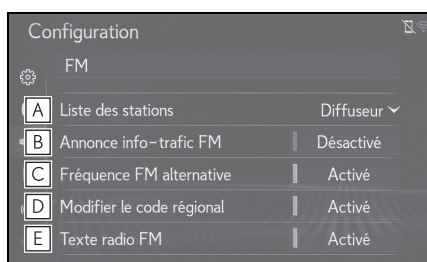 Configuration
FM
A Liste des stations Diffuseur
B Annonce info-trafic FM Désactivé
C Fréquence FM alternative Activé
D Modifier le code régional Activé
E Texte radio FM Activé